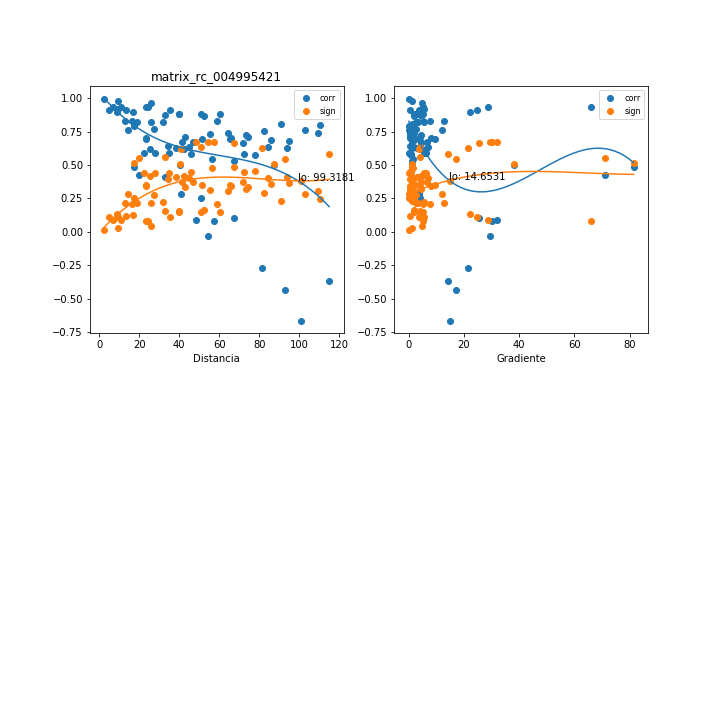 matrix_rc_004995421
1.00
0.75
0.50
0.25
0.00
−0.25
−0.50
−0.75
0 20 40 60 80 100 120
Distancia
corr
sign
lo: 99.3181
1.00
0.75
0.50
0.25
0.00
−0.25
−0.50
−0.75
0 20 40 60 80
Gradiente
corr
sign
lo: 14.6531